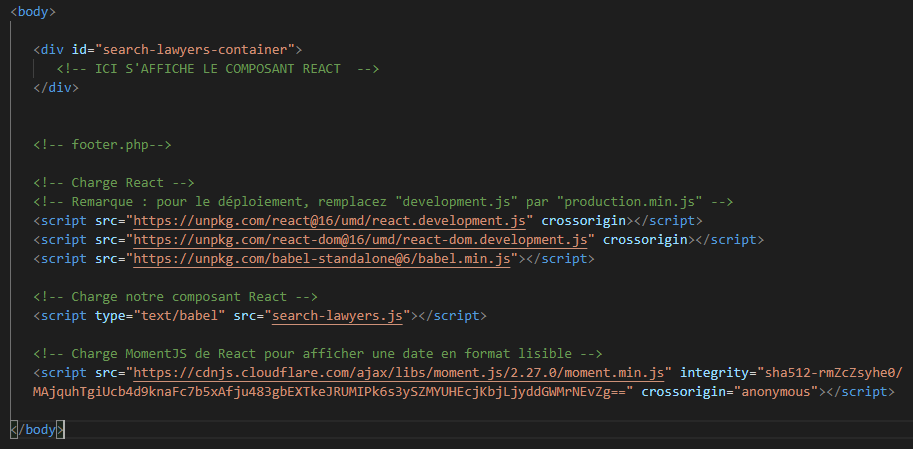 <body>
<div id="search-lawyers-container">
<!-- ICI S'AFFICHE LE COMPOSANT REACT  -->
</div>
<!-- footer.php-->
<!-- Charge React -->
<!-- Remarque : pour le déploiement, remplacez "development.js" par "production.min.js" -->
<script src="https://unpkg.com/react@16/umd/react.development.js" crossorigin></script>
<script src="https://unpkg.com/react-dom@16/umd/react-dom.development.js" crossorigin></script>
<script src="https://unpkg.com/babel-standalone@6/babel.min.js"></script>
<!-- Charge notre composant React -->
<script type="text/babel" src="search-lawyers.js"></script>
<!-- Charge MomentJS de React pour afficher une date en format lisible -->
<script src="https://cdnjs.cloudflare.com/ajax/libs/moment.js/2.27.0/moment.min.js" integrity="sha512-rmZcZsyhe0/
MAjquhTgiUcb4d9knaFc7b5xAfju483gbEXTkeJRUMIPk6s3ySZMYUHEcjKbjLjyddGWMrNEvZg==" crossorigin="anonymous"></script>
</body>